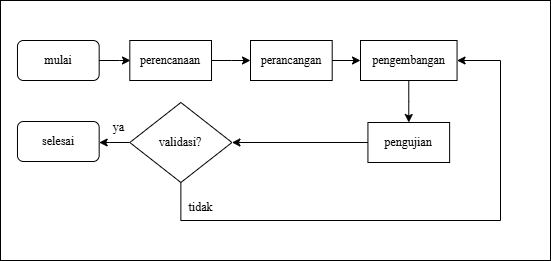 mulai
perencanaan
perancangan
pengembangan
pengujian
validasi?
ya
selesai
tidak